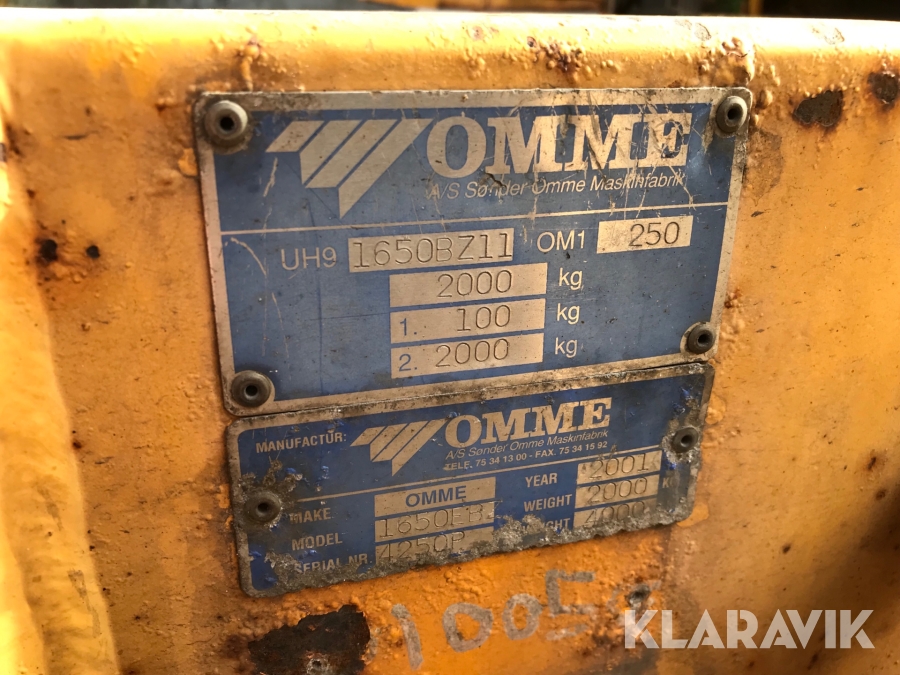 OMME
A/S Sønder Omme Maskinfabrik
UH9 1650BZ11 OM1 250
2000 kg
1. 100 kg
2. 2000 kg
MANUFACTUR: OMME
A/S Sønder Omme Maskinfabrik
TELF. 75 34 13 00 - FAX. 75 34 15 92
MAKE OMME YEAR 2001
MODEL WEIGHT 2000
SERIAL NR. 4250P 4000
KLARAVIK